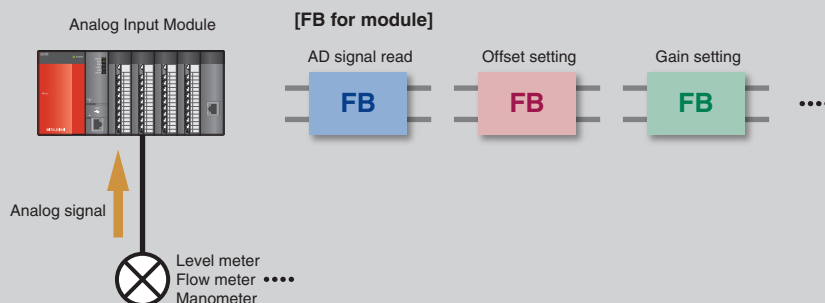 [FB for module]
Analog Input Module
AD signal read
Offset setting
Gain setting
FB
FB
FB
Analog signal
Level meter
Flow meter ••••
Manometer